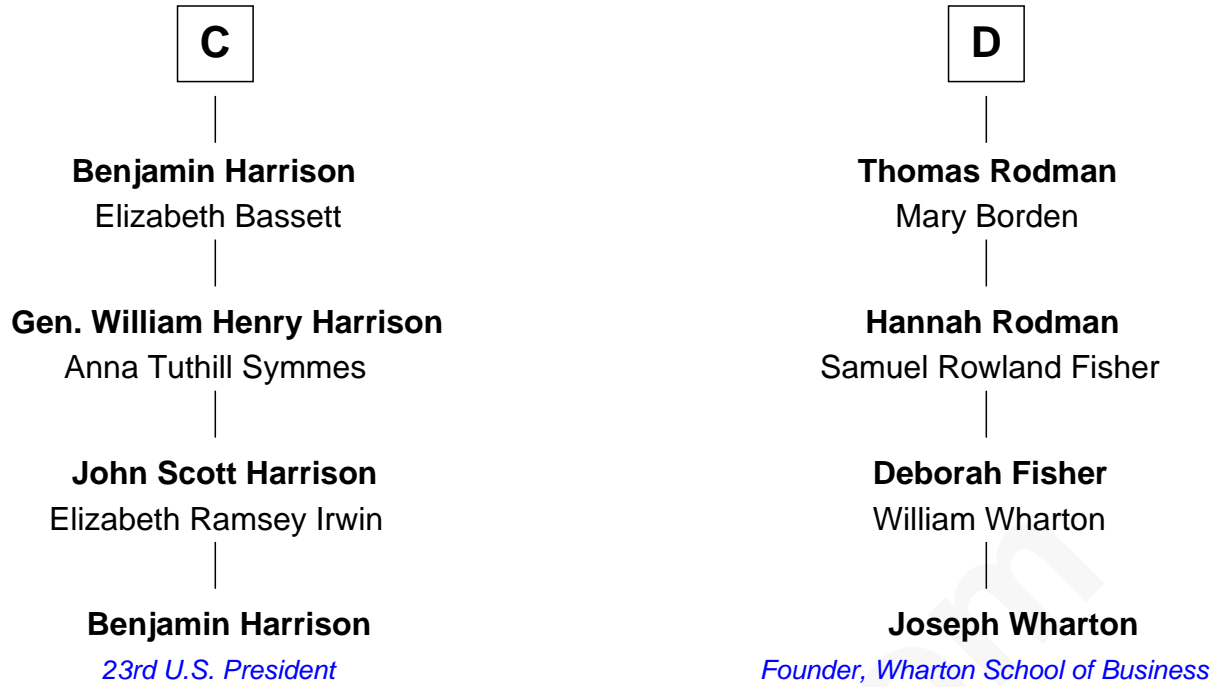 C
Benjamin Harrison
Elizabeth Bassett
Gen. William Henry Harrison
Anna Tuthill Symmes
John Scott Harrison
Elizabeth Ramsey Irwin
Benjamin Harrison
23rd U.S. President
D
Thomas Rodman
Mary Borden
Hannah Rodman
Samuel Rowland Fisher
Deborah Fisher
William Wharton
Joseph Wharton
Founder, Wharton School of Business